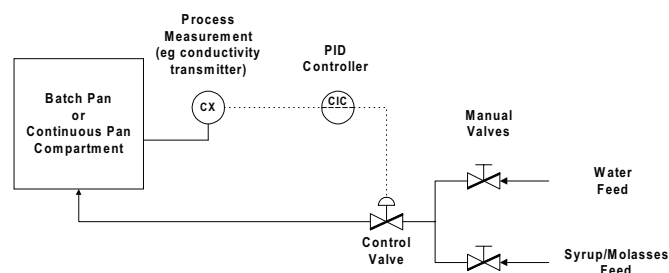 Process
Measurement
(eg conductivity
transmitter)
PID
Controller
Batch Pan
or
Continuous Pan
Compartment
CX
CIC
Manual
Valves
Water
Feed
Control
Valve
Syrup/Molasses
Feed